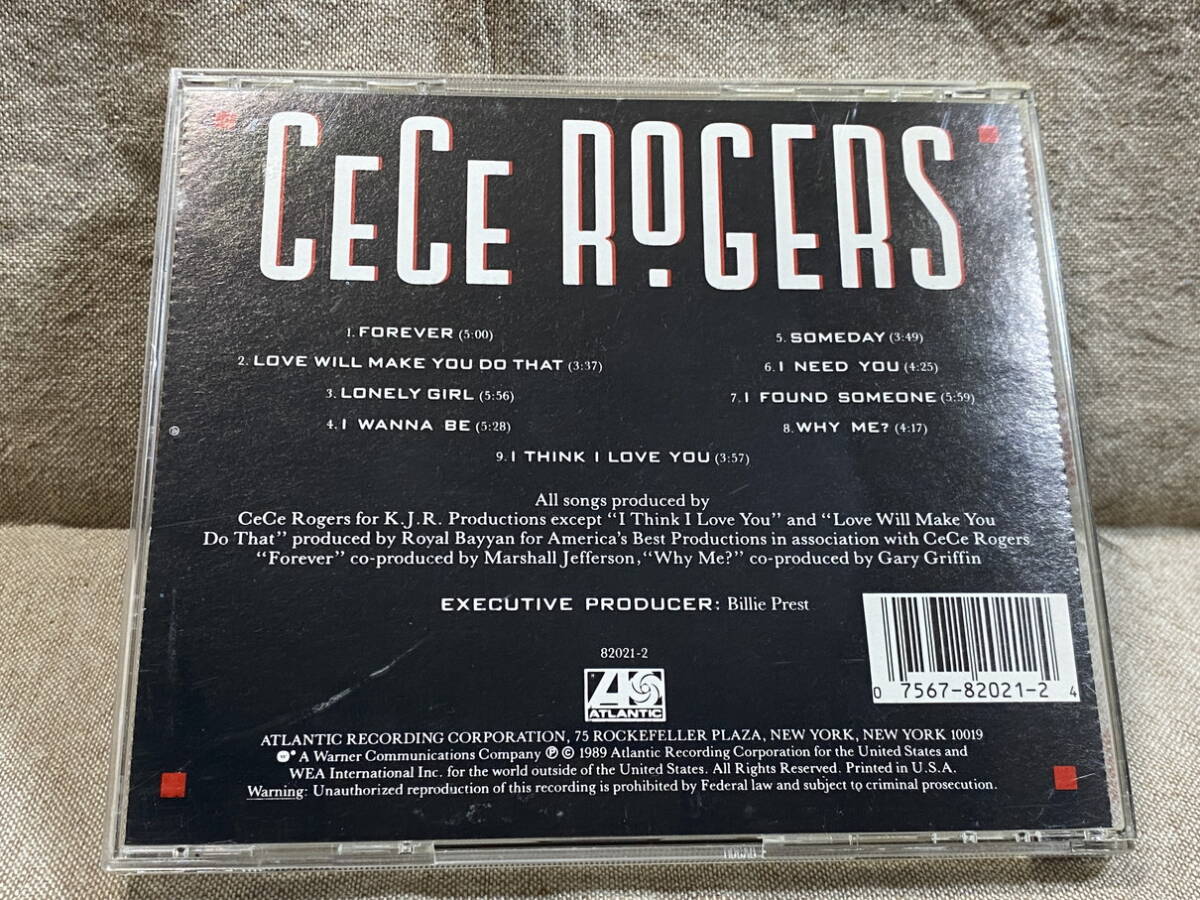 CeCe Rogers
1. FOREVER (5:00)
2. LOVE WILL MAKE YOU DO THAT (3:37)
3. LONELY GIRL (5:56)
4. I WANNA BE (5:28)
5. SOMEDAY (3:49)
6. I NEED YOU (4:25)
7. I FOUND SOMEONE (5:59)
8. WHY ME? (4:17)
9. I THINK I LOVE YOU (3:57)
All songs produced by
CeCe Rogers for K.J.R. Productions except "I Think I Love You" and "Love Will Make You
Do That" produced by Royal Bayyan for America's Best Productions in association with CeCe Rogers
"Forever" co-produced by Marshall Jefferson, "Why Me?" co-produced by Gary Griffin
EXECUTIVE PRODUCER: Billie Prest
82021-2
ATLANTIC
0 7567-82021-2 4
ATLANTIC RECORDING CORPORATION, 75 ROCKEFELLER PLAZA, NEW YORK, NEW YORK 10019
A Warner Communications Company ℗ © 1989 Atlantic Recording Corporation for the United States and
WEA International Inc. for the world outside of the United States. All Rights Reserved. Printed in U.S.A.
Warning: Unauthorized reproduction of this recording is prohibited by Federal law and subject to criminal prosecution.